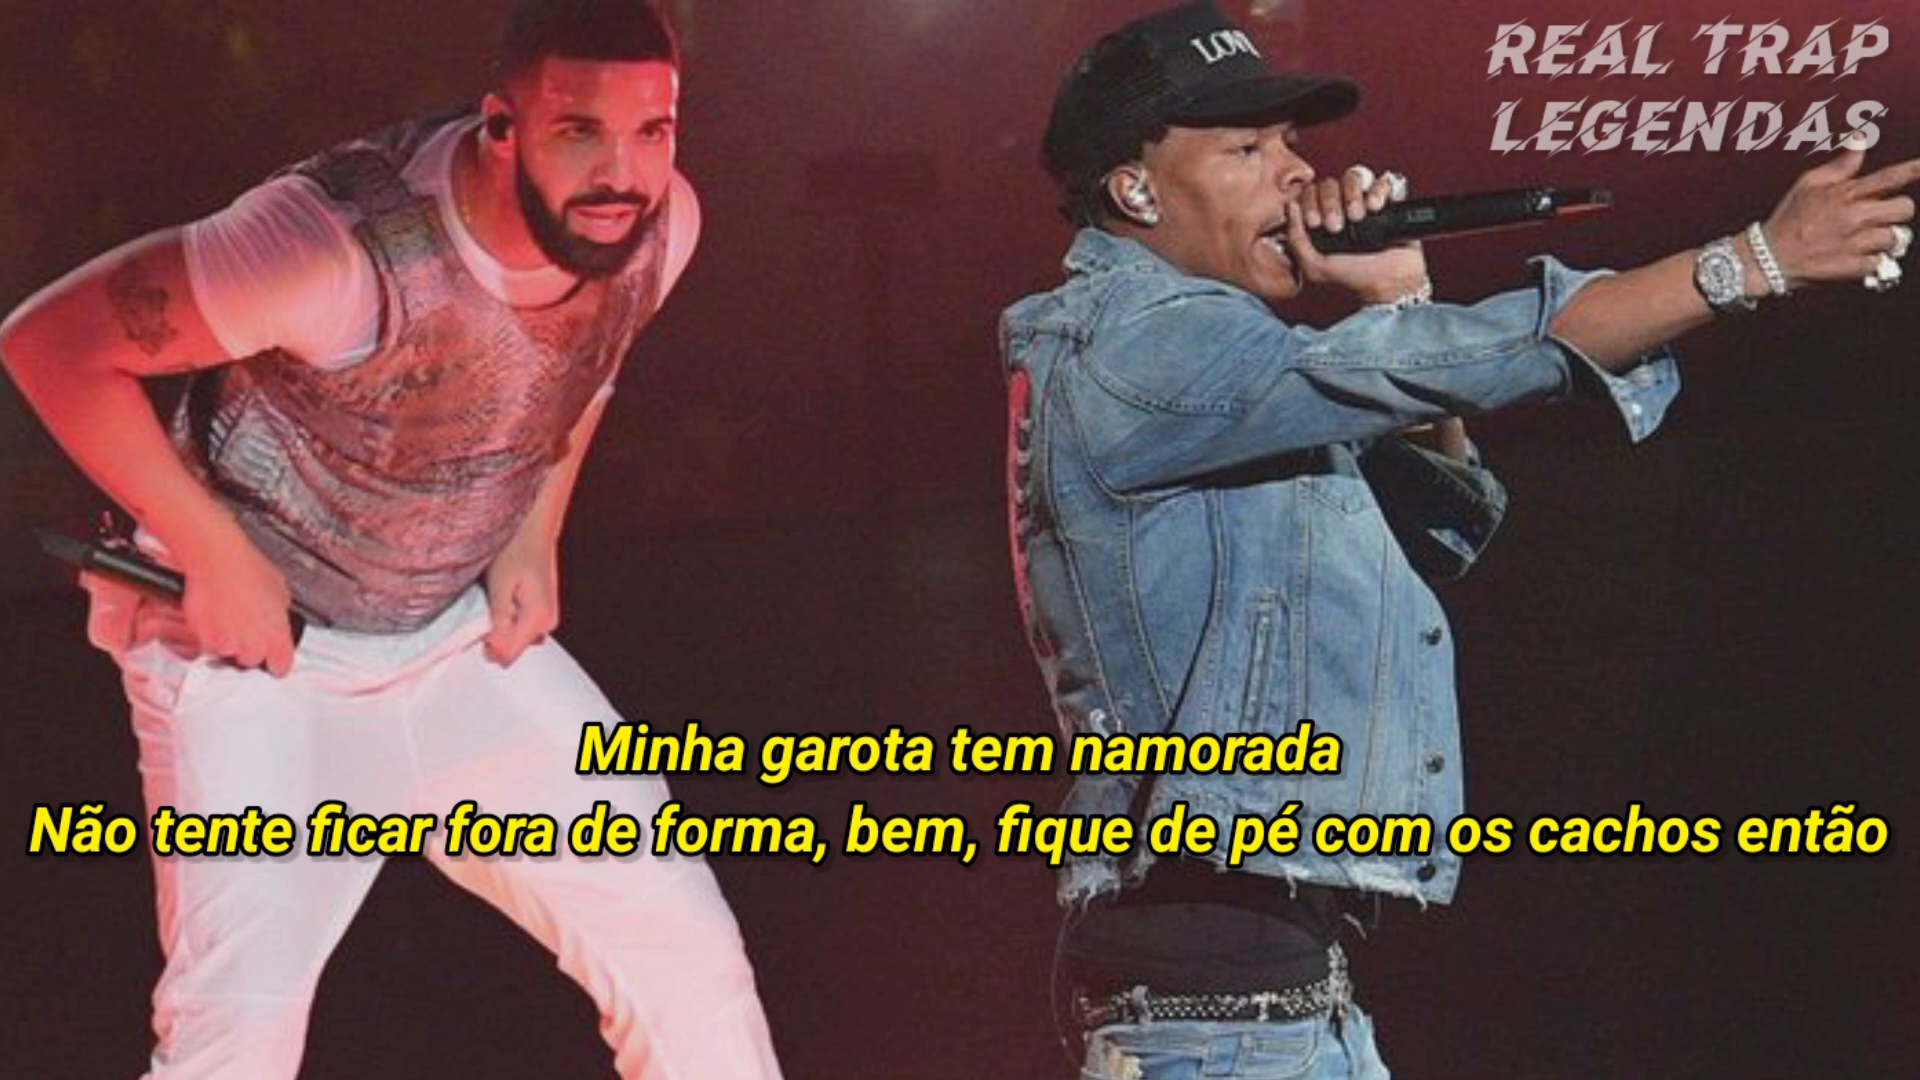 REAL TRAP
LEGENDAS
LOVE
Minha garota tem namorada
Não tente ficar fora de forma, bem, fique de pé com os cachos então